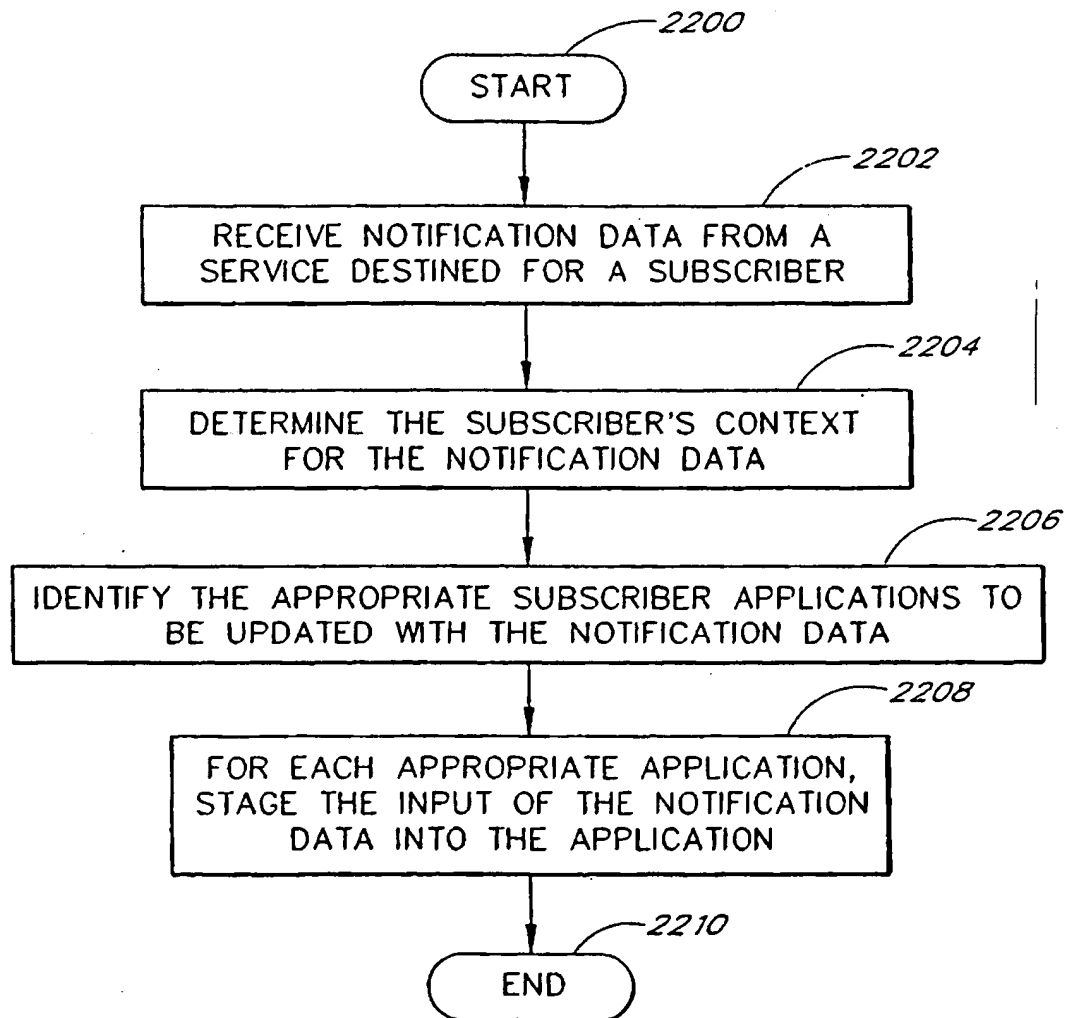 2200
START
2202
RECEIVE NOTIFICATION DATA FROM A
SERVICE DESTINED FOR A SUBSCRIBER
2204
DETERMINE THE SUBSCRIBER'S CONTEXT
FOR THE NOTIFICATION DATA
2206
IDENTIFY THE APPROPRIATE SUBSCRIBER APPLICATIONS TO
BE UPDATED WITH THE NOTIFICATION DATA
2208
FOR EACH APPROPRIATE APPLICATION,
STAGE THE INPUT OF THE NOTIFICATION
DATA INTO THE APPLICATION
2210
END